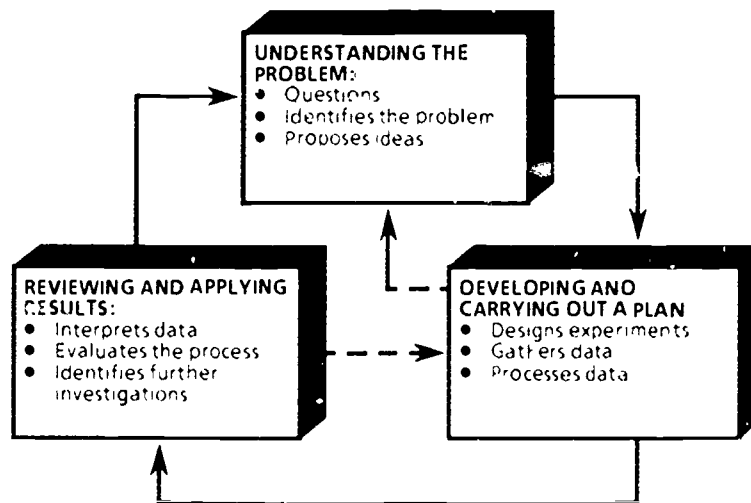 UNDERSTANDING THE
PROBLEM:
● Questions
● Identifies the problem
● Proposes ideas
REVIEWING AND APPLYING
RESULTS:
● Interprets data
● Evaluates the process
● Identifies further
investigations
DEVELOPING AND
CARRYING OUT A PLAN
● Designs experiments
● Gathers data
● Processes data